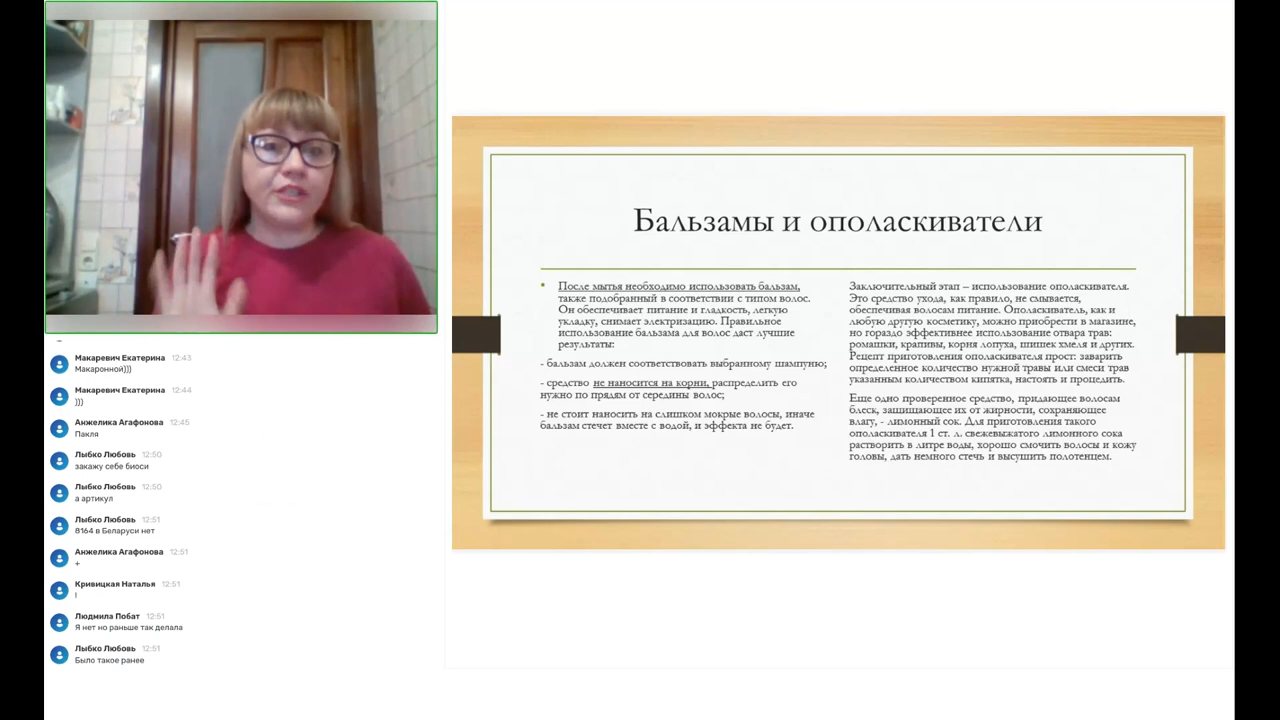 Бальзамы и ополаскиватели
• После мытья необходимо использовать бальзам,
также подобранный в соответствии с типом волос.
Он обеспечивает питание и гладкость, легкую
укладку, снимает электризацию. Правильное
использование бальзама для волос даст лучшие
результаты:
- бальзам должен соответствовать выбранному шампуню;
- средство не наносится на корни, распределить его
нужно по прядям от середины волос;
- не стоит наносить на слишком мокрые волосы, иначе
бальзам стечет вместе с водой, и эффекта не будет.
Заключительный этап – использование ополаскивателя.
Это средство ухода, как правило, не смывается,
обеспечивая волосам питание. Ополаскиватель, как и
любую другую косметику, можно приобрести в магазине,
но гораздо эффективнее использование отвара трав:
ромашки, крапивы, корня лопуха, шишек хмеля и других.
Рецепт приготовления ополаскивателя прост: заварить
определенное количество нужной травы или смеси трав
указанным количеством кипятка, настоять и процедить.
Еще одно проверенное средство, придающее волосам
блеск, защищающее их от жирности, сохраняющее
влагу, - лимонный сок. Для приготовления такого
ополаскивателя 1 ст. л. свежевыжатого лимонного сока
растворить в литре воды, хорошо смочить волосы и кожу
головы, дать немного стечь и высушить полотенцем.
Макаревич Екатерина 12:43
Макаронной)))
Макаревич Екатерина 12:44
)))
Анжелика Агафонова 12:45
Пакля
Лыбко Любовь 12:50
закажу себе биоси
Лыбко Любовь 12:50
а артикул
Лыбко Любовь 12:51
8164 в Беларуси нет
Анжелика Агафонова 12:51
+
Кривицкая Наталья 12:51
!
Людмила Побат 12:51
Я нет но раньше так делала
Лыбко Любовь 12:51
Было такое ранее